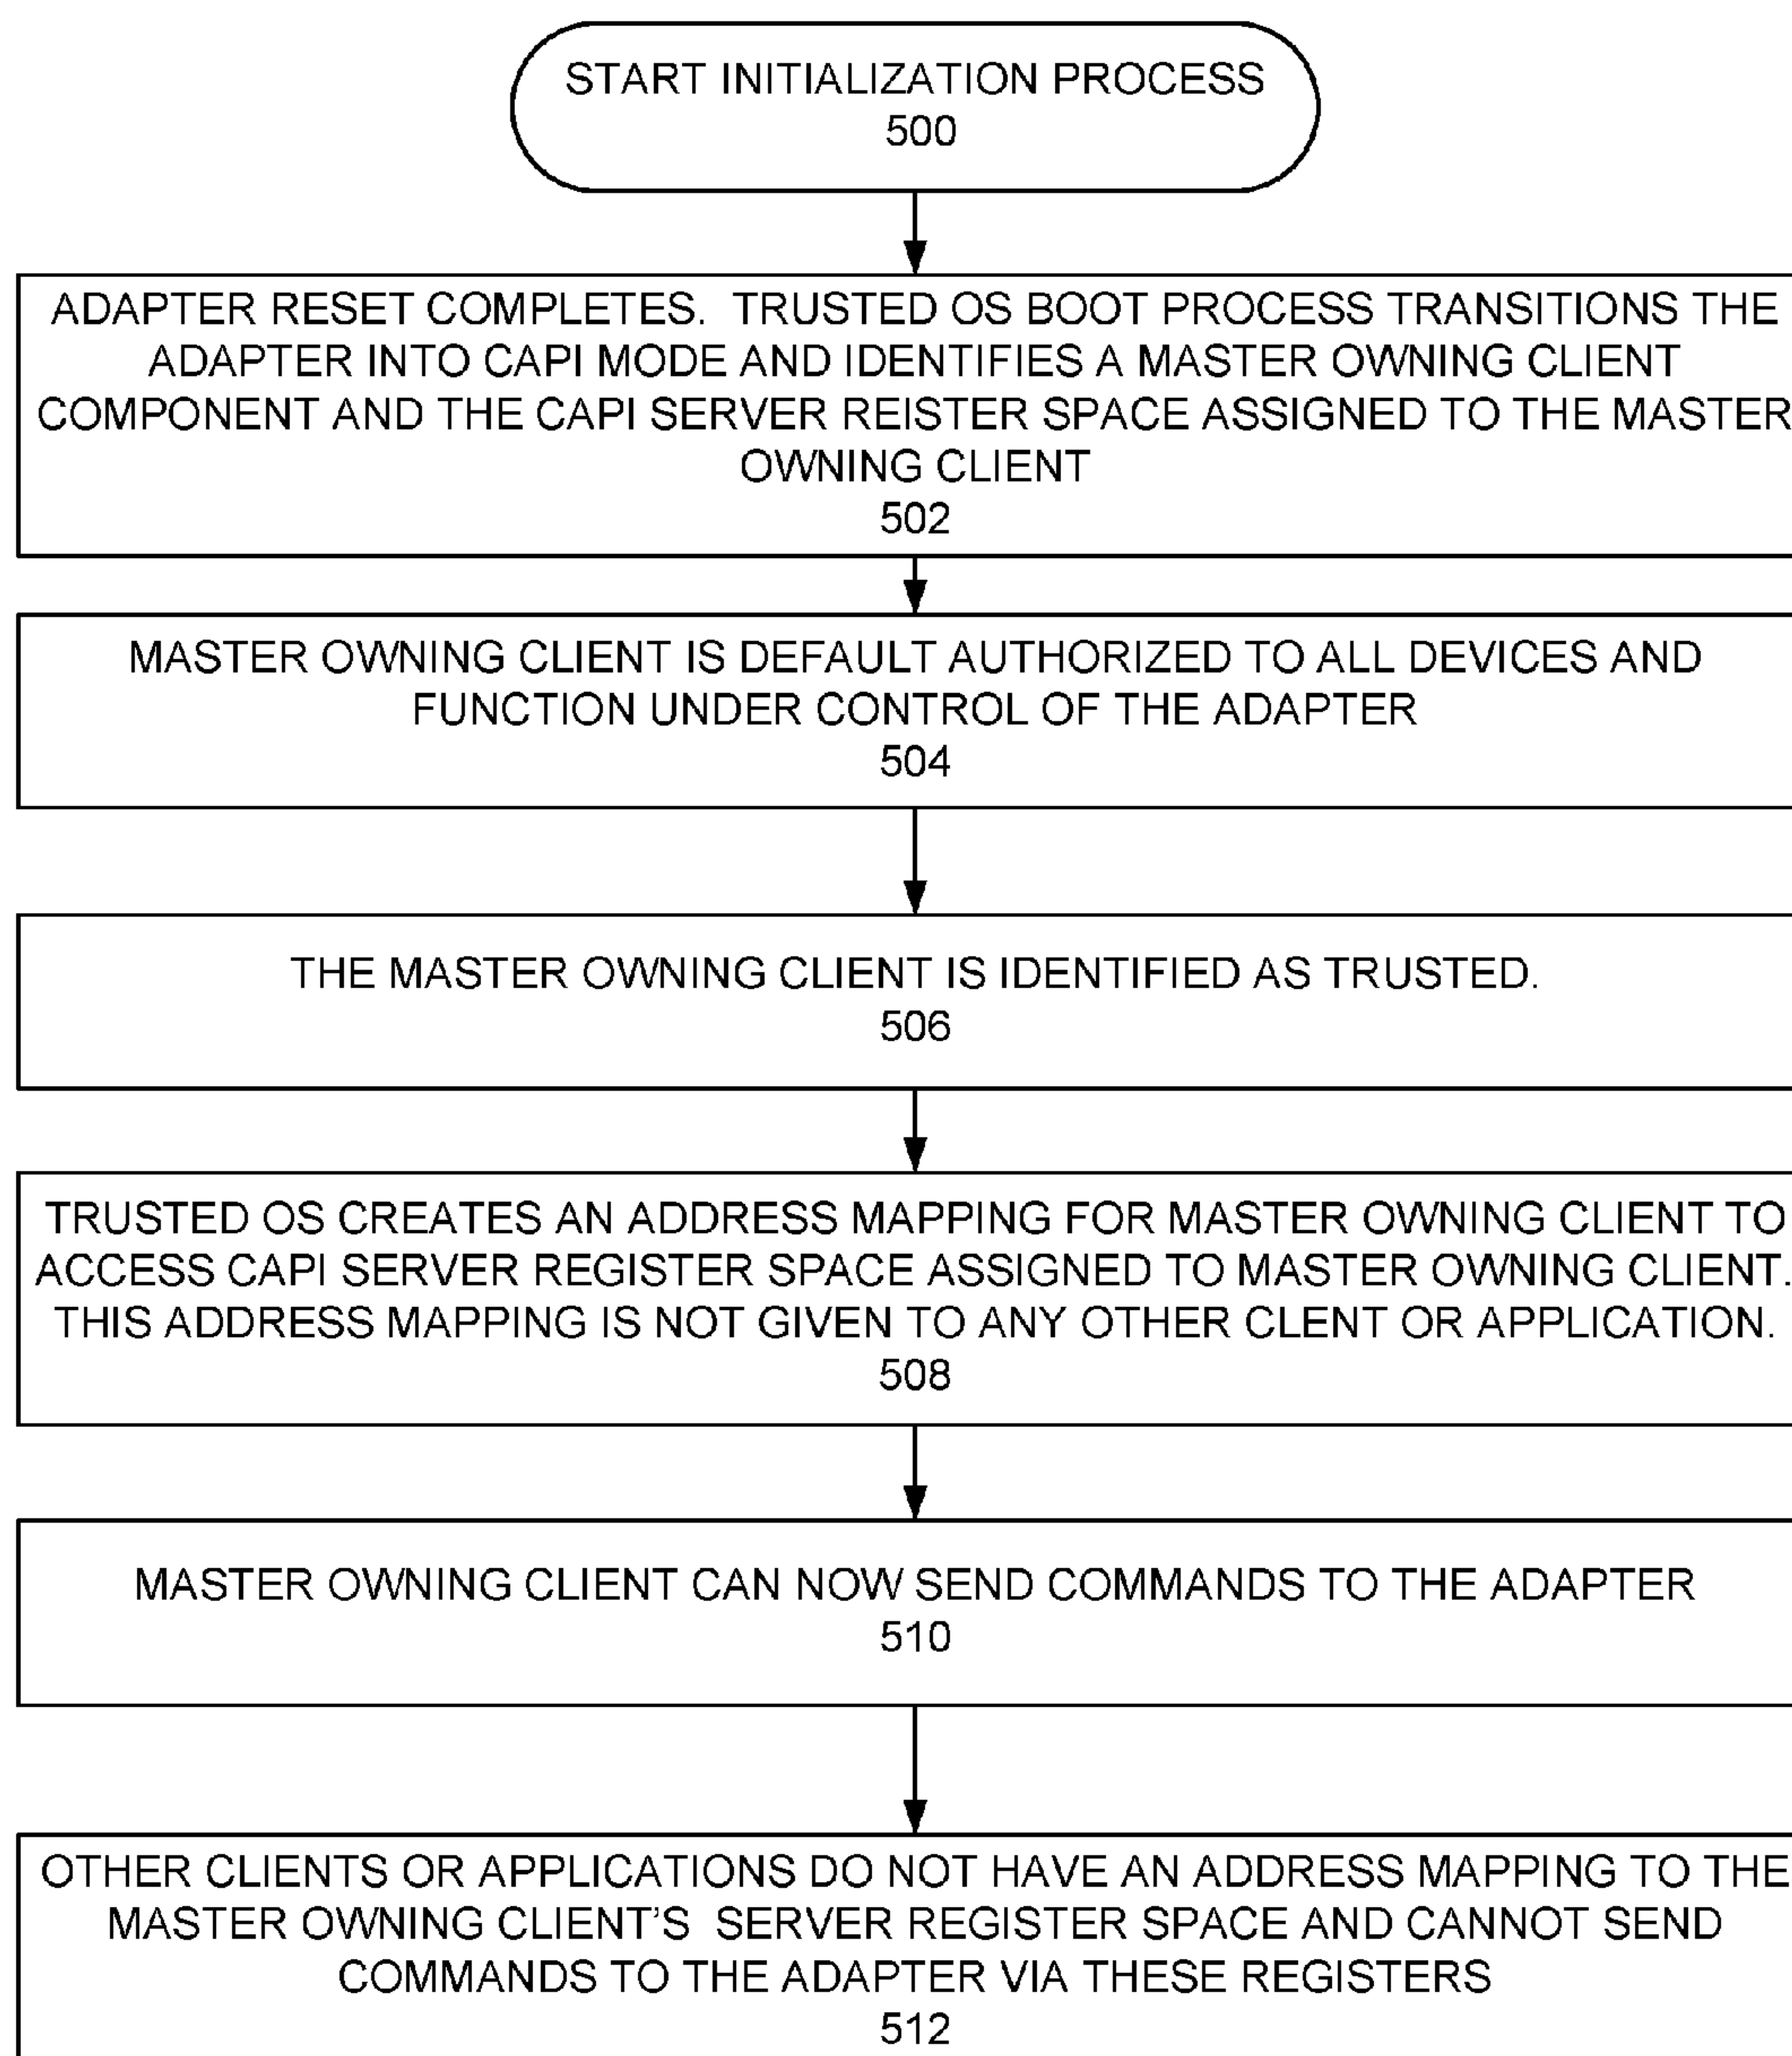 START INITIALIZATION PROCESS
500
ADAPTER RESET COMPLETES. TRUSTED OS BOOT PROCESS TRANSITIONS THE
ADAPTER INTO CAPI MODE AND IDENTIFIES A MASTER OWNING CLIENT
COMPONENT AND THE CAPI SERVER REISTER SPACE ASSIGNED TO THE MASTER
OWNING CLIENT
502
MASTER OWNING CLIENT IS DEFAULT AUTHORIZED TO ALL DEVICES AND
FUNCTION UNDER CONTROL OF THE ADAPTER
504
THE MASTER OWNING CLIENT IS IDENTIFIED AS TRUSTED.
506
TRUSTED OS CREATES AN ADDRESS MAPPING FOR MASTER OWNING CLIENT TO
ACCESS CAPI SERVER REGISTER SPACE ASSIGNED TO MASTER OWNING CLIENT.
THIS ADDRESS MAPPING IS NOT GIVEN TO ANY OTHER CLENT OR APPLICATION.
508
MASTER OWNING CLIENT CAN NOW SEND COMMANDS TO THE ADAPTER
510
OTHER CLIENTS OR APPLICATIONS DO NOT HAVE AN ADDRESS MAPPING TO THE
MASTER OWNING CLIENT'S SERVER REGISTER SPACE AND CANNOT SEND
COMMANDS TO THE ADAPTER VIA THESE REGISTERS
512